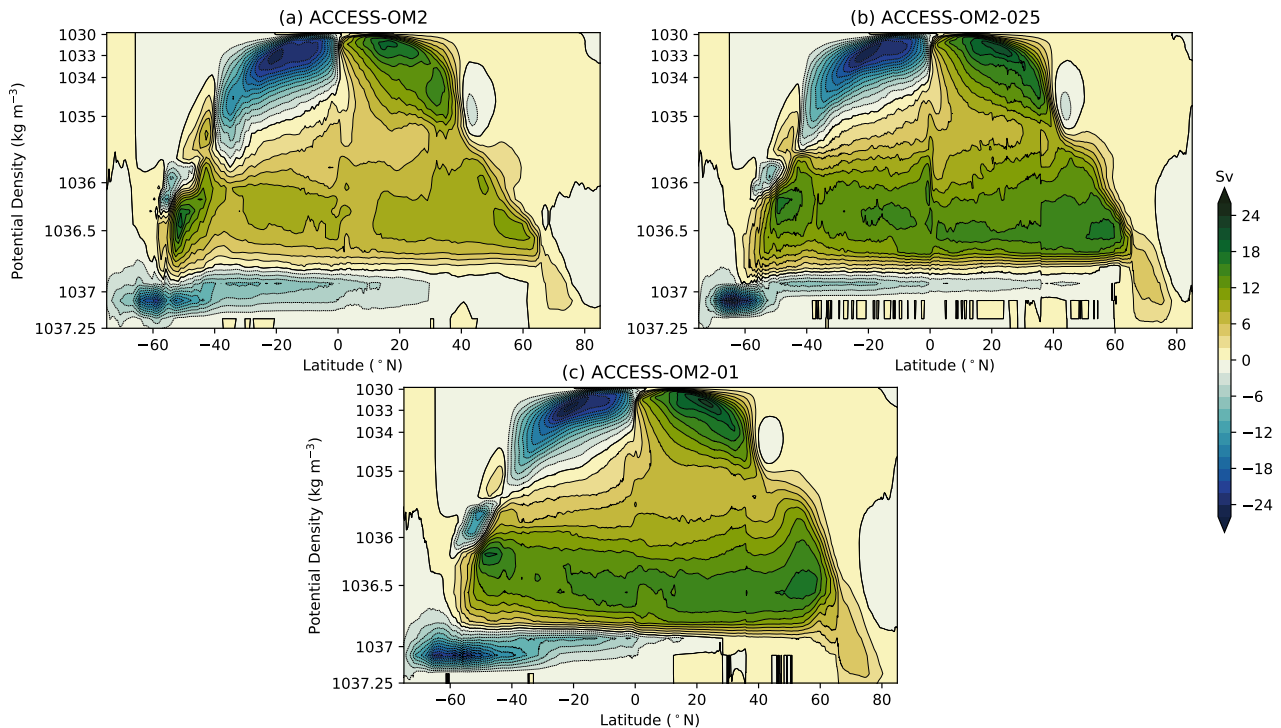 (a) ACCESS-OM2
(b) ACCESS-OM2-025
1030
1033
1034
1035
1036
1036.5
1037
1037.25
Potential Density (kg m⁻³)
−60 −40 −20 0 20 40 60 80
Latitude (°N)
1030
1033
1034
1035
1036
1036.5
1037
1037.25
−60 −40 −20 0 20 40 60 80
Latitude (°N)
Sv
24
18
12
6
0
−6
−12
−18
−24
(c) ACCESS-OM2-01
1030
1033
1034
1035
1036
1036.5
1037
1037.25
Potential Density (kg m⁻³)
−60 −40 −20 0 20 40 60 80
Latitude (°N)